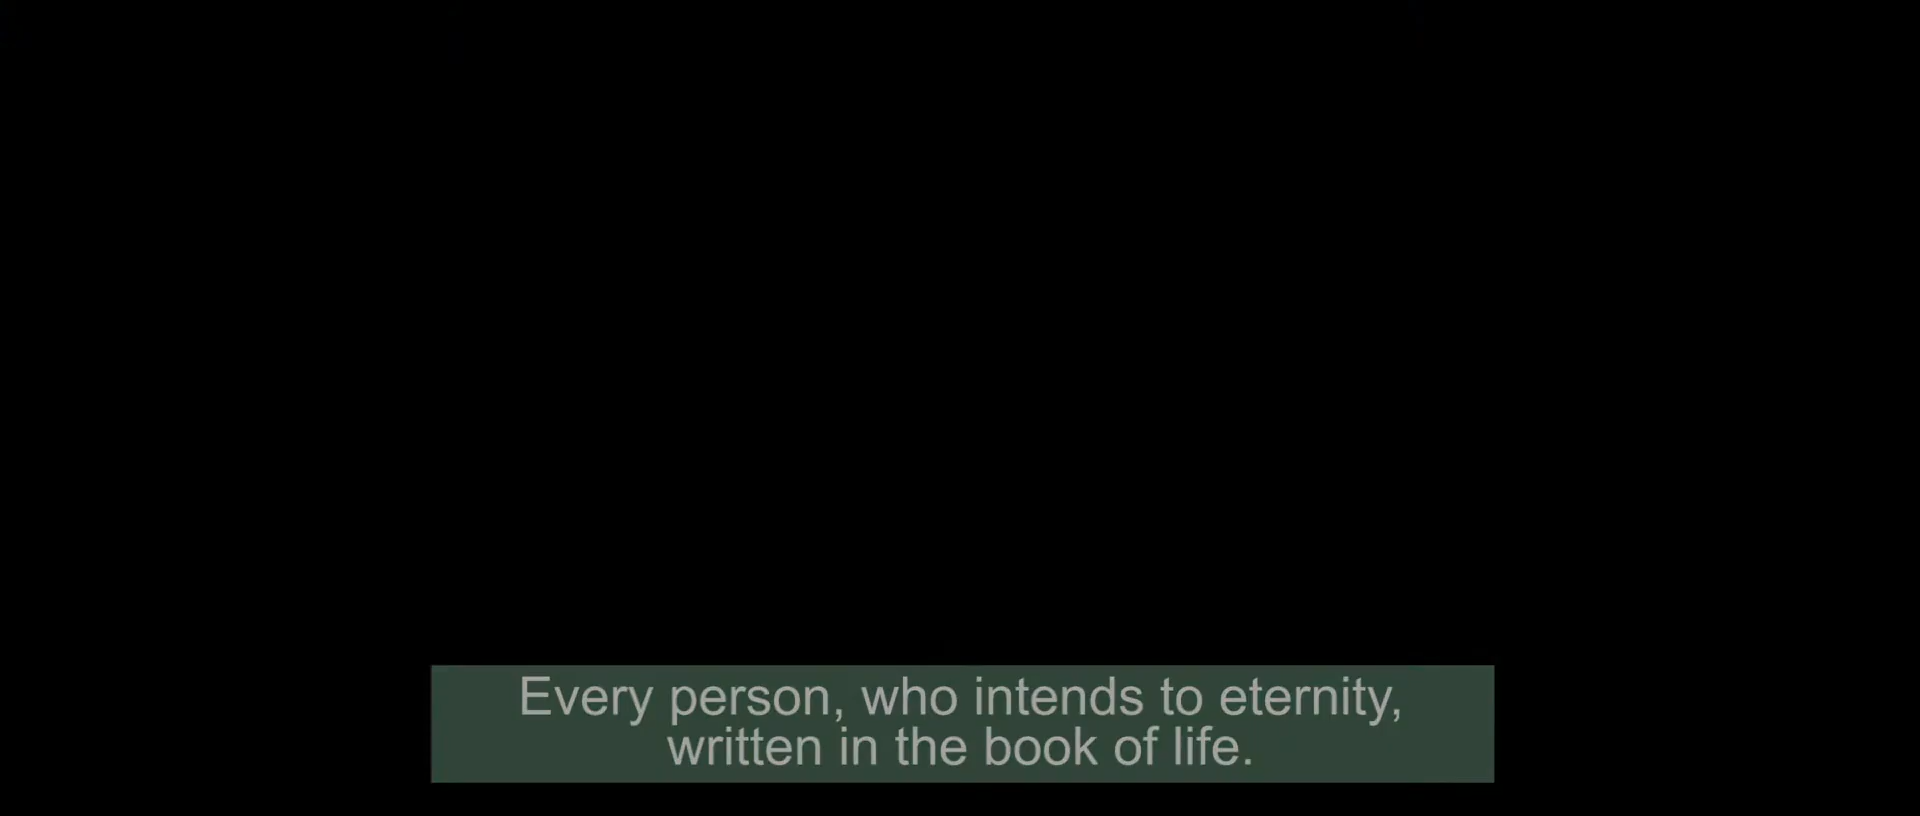 Every person, who intends to eternity,
written in the book of life.